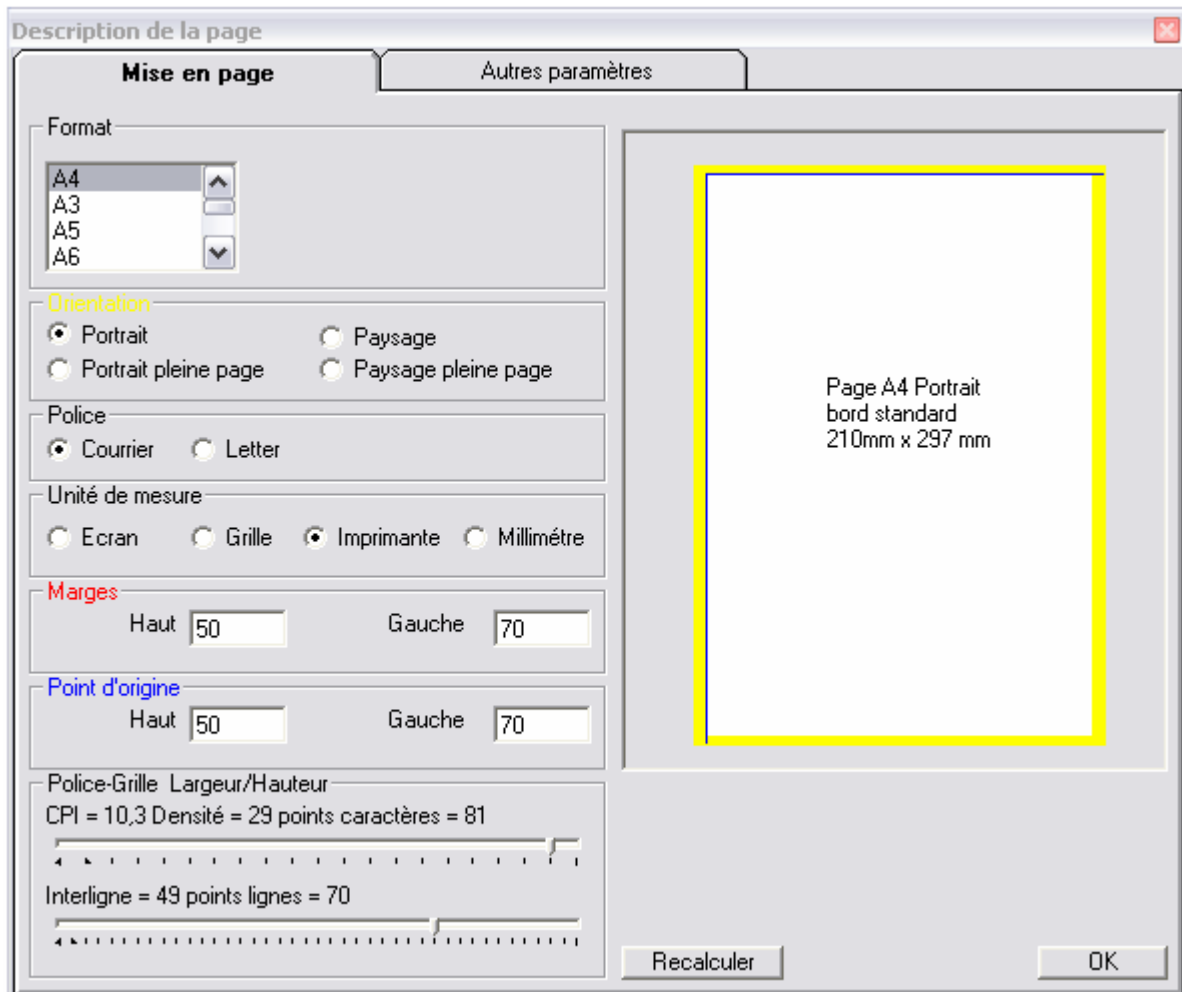 Description de la page
Mise en page
Autres paramètres
Format
A4
A3
A5
A6
Orientation
Portrait
Paysage
Portrait pleine page
Paysage pleine page
Police
Courrier
Letter
Unité de mesure
Ecran
Grille
Imprimante
Millimétre
Marges
Haut 50
Gauche 70
Point d'origine
Haut 50
Gauche 70
Police-Grille Largeur/Hauteur
CPI = 10,3 Densité = 29 points caractères = 81
Interligne = 49 points lignes = 70
Page A4 Portrait
bord standard
210mm x 297 mm
Recalculer
OK